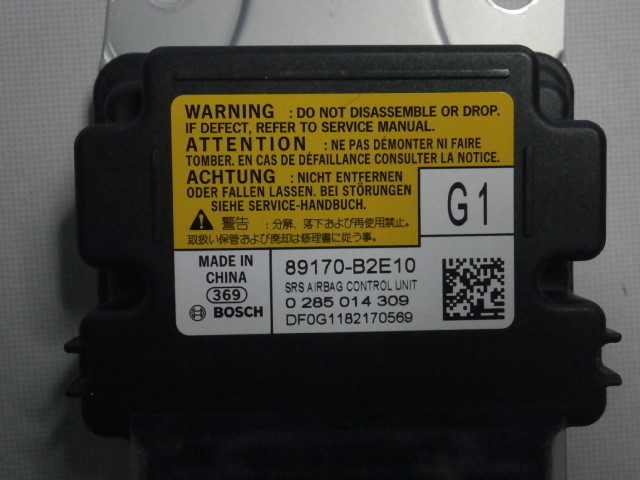 WARNING : DO NOT DISASSEMBLE OR DROP.
IF DEFECT, REFER TO SERVICE MANUAL.
ATTENTION : NE PAS DÉMONTER NI FAIRE
TOMBER. EN CAS DE DÉFAILLANCE CONSULTER LA NOTICE.
ACHTUNG : NICHT ENTFERNEN
ODER FALLEN LASSEN. BEI STÖRUNGEN
SIEHE SERVICE-HANDBUCH.
警告 : 分解、落下および再使用禁止。
取扱い保管および廃却は修理書に従う事。
G1
MADE IN
CHINA
369
BOSCH
89170-B2E10
SRS AIRBAG CONTROL UNIT
0 285 014 309
DF0G1182170569